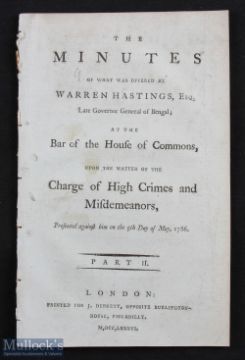 THE
MINUTES
OF WHAT WAS OFFERED BY
WARREN HASTINGS, Esq;
Late Governor General of Bengal;
AT THE
Bar of the House of Commons,
UPON THE MATTER OF THE
Charge of High Crimes and
Miſdemeanors,
Preſented againſt him on the 5th Day of May, 1786.
PART II.
LONDON:
PRINTED FOR J. DEBRETT, OPPOSITE BURLINGTON-
HOUSE, PICCADILLY.
M,DCC,LXXXVI.
Mullock's